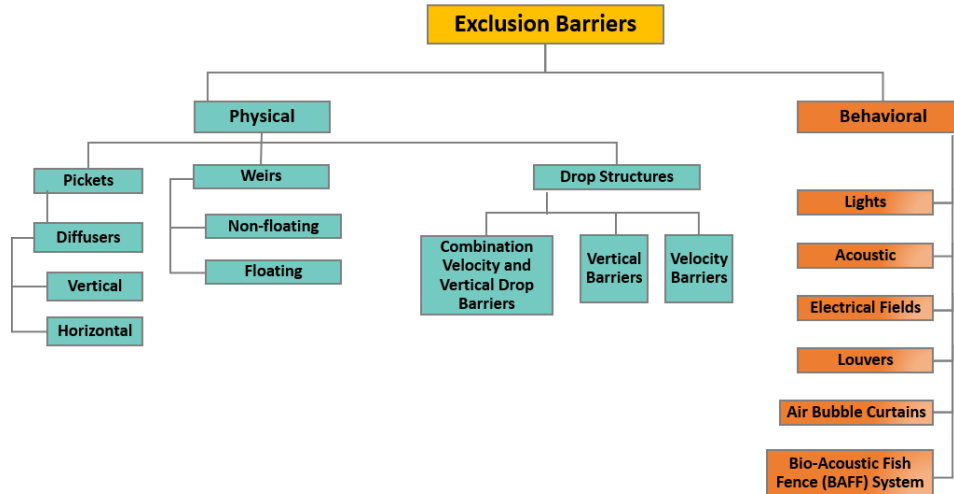 Exclusion Barriers
Physical
Behavioral
Pickets
Weirs
Drop Structures
Diffusers
Vertical
Horizontal
Non-floating
Floating
Combination
Velocity and
Vertical Drop
Barriers
Vertical
Barriers
Velocity
Barriers
Lights
Acoustic
Electrical Fields
Louvers
Air Bubble Curtains
Bio-Acoustic Fish
Fence (BAFF) System